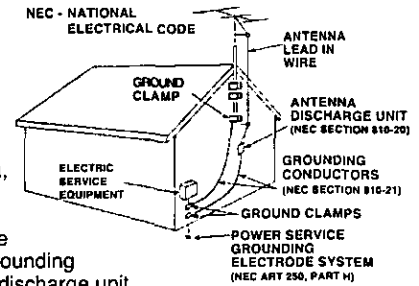 NEC - NATIONAL
ELECTRICAL CODE
ANTENNA
LEAD IN
WIRE
GROUND
CLAMP
ANTENNA
DISCHARGE UNIT
(NEC SECTION 810-20)
ELECTRIC
SERVICE
EQUIPMENT
GROUNDING
CONDUCTORS
(NEC SECTION 810-21)
GROUND CLAMPS
POWER SERVICE
GROUNDING
ELECTRODE SYSTEM
(NEC ART 250, PART H)
ounding
discharge unit